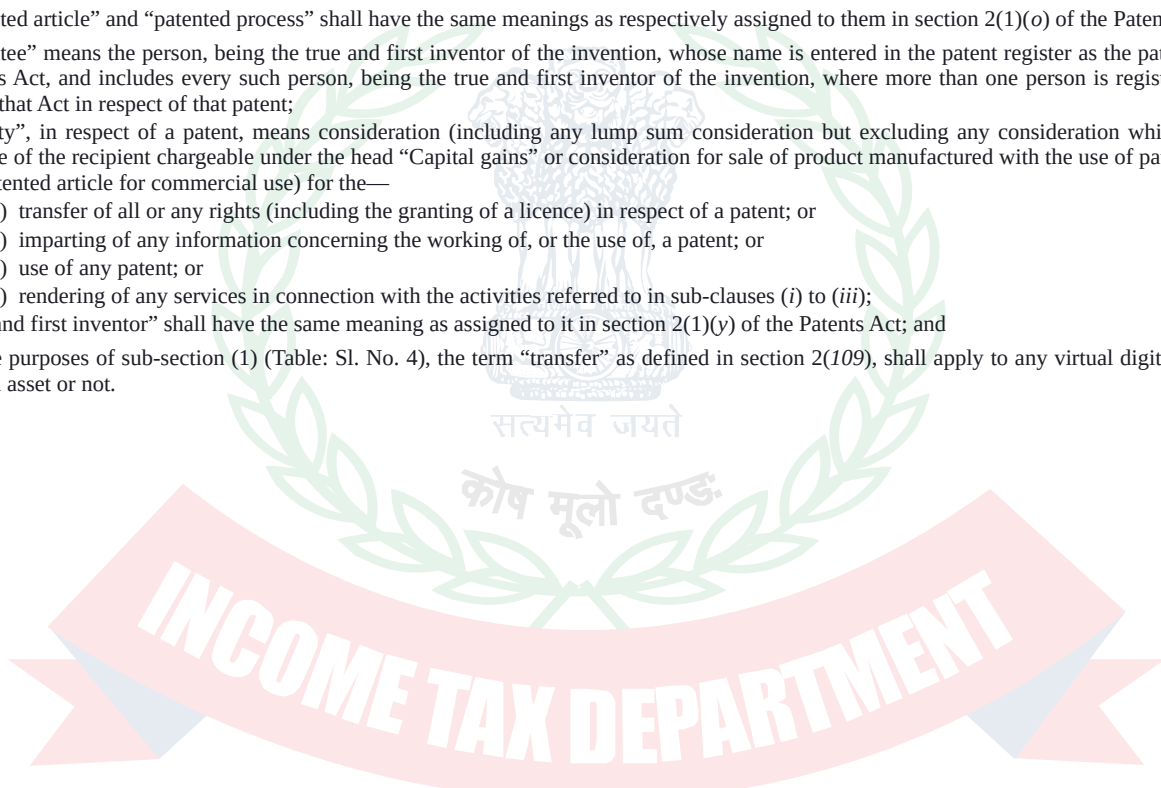 ted article” and “patented process” shall have the same meanings as respectively assigned to them in section 2(1)(o) of the Paten
tee” means the person, being the true and first inventor of the invention, whose name is entered in the patent register as the pat
s Act, and includes every such person, being the true and first inventor of the invention, where more than one person is regist
that Act in respect of that patent;
ty”, in respect of a patent, means consideration (including any lump sum consideration but excluding any consideration whi
e of the recipient chargeable under the head “Capital gains” or consideration for sale of product manufactured with the use of pa
tented article for commercial use) for the—
) transfer of all or any rights (including the granting of a licence) in respect of a patent; or
) imparting of any information concerning the working of, or the use of, a patent; or
) use of any patent; or
) rendering of any services in connection with the activities referred to in sub-clauses (i) to (iii);
and first inventor” shall have the same meaning as assigned to it in section 2(1)(y) of the Patents Act; and
e purposes of sub-section (1) (Table: Sl. No. 4), the term “transfer” as defined in section 2(109), shall apply to any virtual digit
asset or not.
सत्यमेव जयते
कोष मूलो दण्डः
INCOME TAX DEPARTMENT